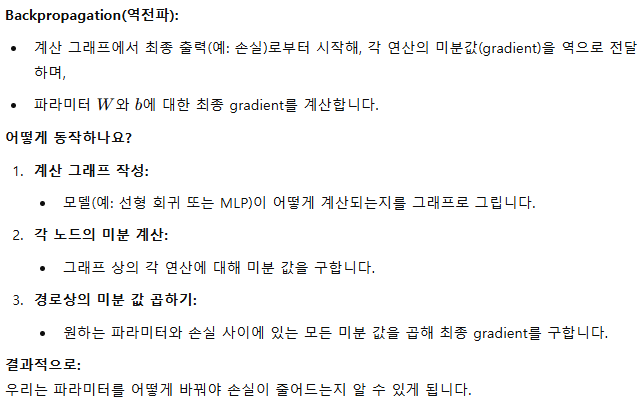 Backpropagation(역전파):
• 계산 그래프에서 최종 출력(예: 손실)로부터 시작해, 각 연산의 미분값(gradient)을 역으로 전달
하며,
• 파라미터 W와 b에 대한 최종 gradient를 계산합니다.
어떻게 동작하나요?
1. 계산 그래프 작성:
• 모델(예: 선형 회귀 또는 MLP)이 어떻게 계산되는지를 그래프로 그립니다.
2. 각 노드의 미분 계산:
• 그래프 상의 각 연산에 대해 미분 값을 구합니다.
3. 경로상의 미분 값 곱하기:
• 원하는 파라미터와 손실 사이에 있는 모든 미분 값을 곱해 최종 gradient를 구합니다.
결과적으로:
우리는 파라미터를 어떻게 바꿔야 손실이 줄어드는지 알 수 있게 됩니다.